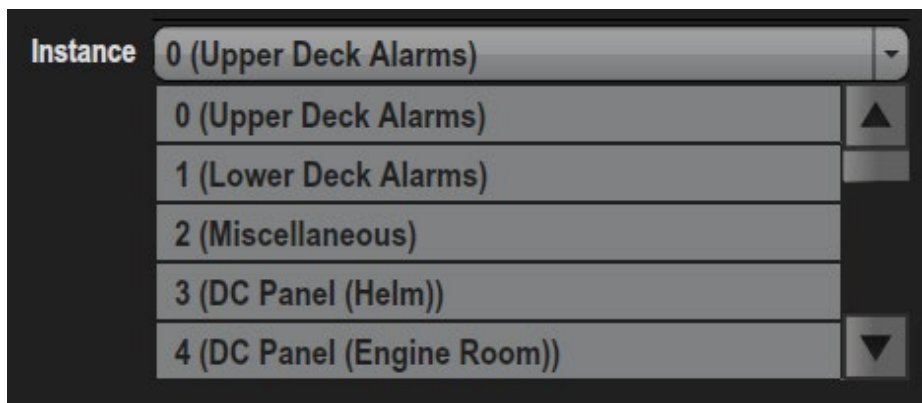 Instance 0 (Upper Deck Alarms)
0 (Upper Deck Alarms)
1 (Lower Deck Alarms)
2 (Miscellaneous)
3 (DC Panel (Helm))
4 (DC Panel (Engine Room))